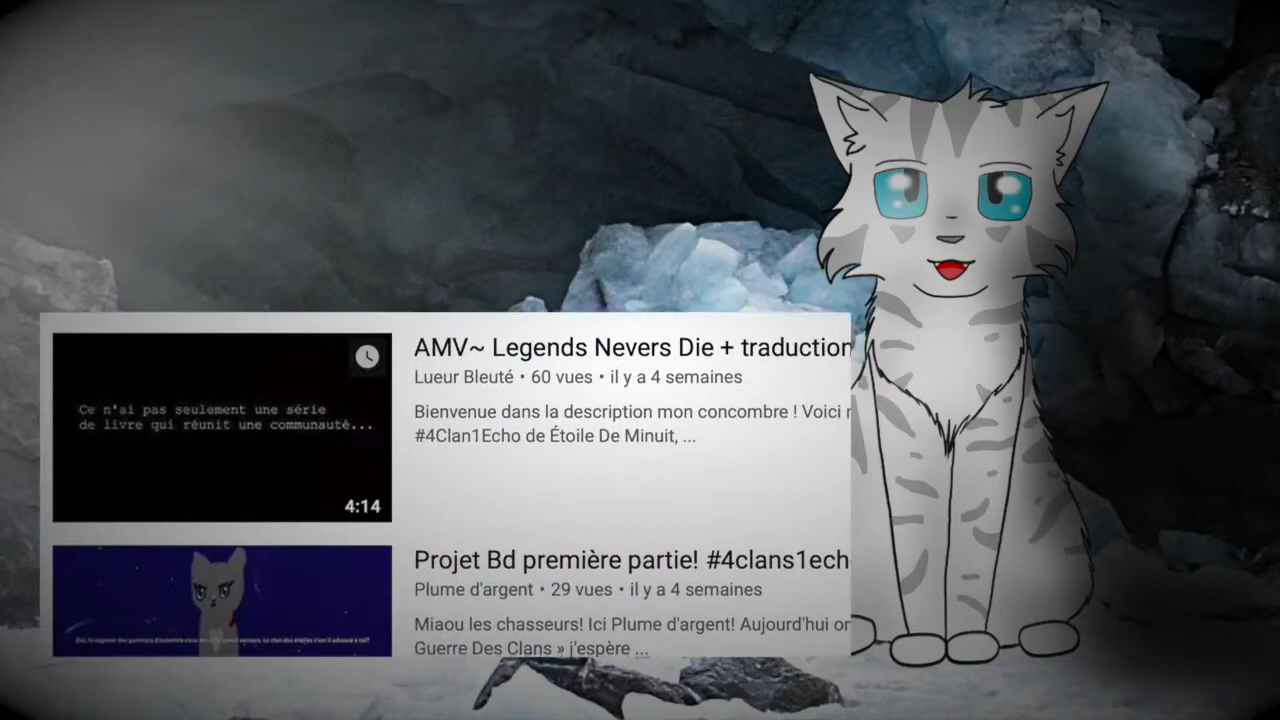 Ce n'ai pas seulement une série
de livre qui réunit une communauté...
4:14
AMV~ Legends Nevers Die + traduction
Lueur Bleuté • 60 vues • il y a 4 semaines
Bienvenue dans la description mon concombre ! Voici
#4Clan1Echo de Étoile De Minuit, ...
Projet Bd première partie! #4clans1ech
Plume d'argent • 29 vues • il y a 4 semaines
Miaou les chasseurs! Ici Plume d'argent! Aujourd'hui on
Guerre Des Clans » j'espère ...